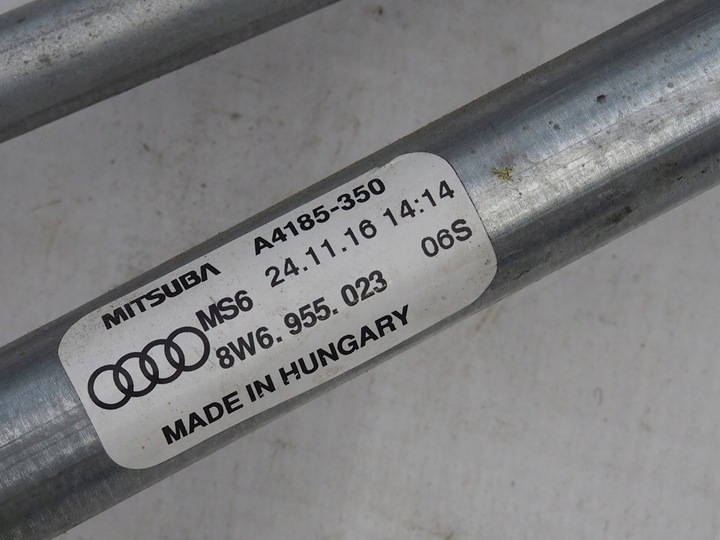 MITSUBA A4185-350
MS6 24.11.16 14:14
8W6. 955. 023 06S
MADE IN HUNGARY